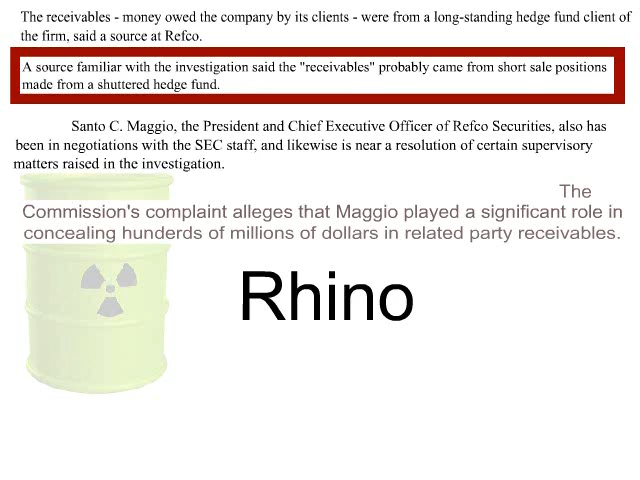 The receivables - money owed the company by its clients - were from a long-standing hedge fund client of
the firm, said a source at Refco.
A source familiar with the investigation said the "receivables" probably came from short sale positions
made from a shuttered hedge fund.
Santo C. Maggio, the President and Chief Executive Officer of Refco Securities, also has
been in negotiations with the SEC staff, and likewise is near a resolution of certain supervisory
matters raised in the investigation.
The
Commission's complaint alleges that Maggio played a significant role in
concealing hunderds of millions of dollars in related party receivables.
Rhino